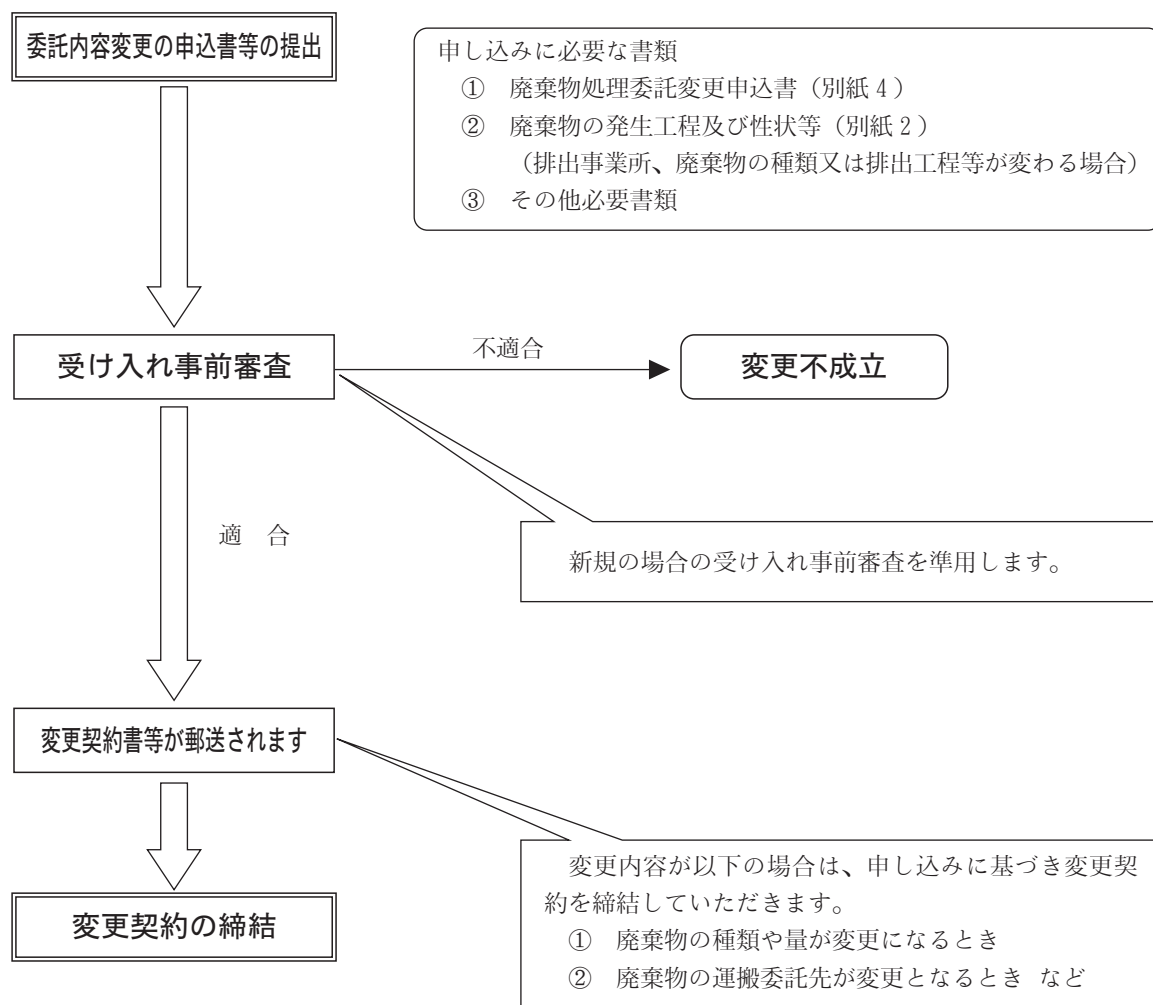 委託内容変更の申込書等の提出
申し込みに必要な書類
① 廃棄物処理委託変更申込書（別紙４）
② 廃棄物の発生工程及び性状等（別紙２）
（排出事業所、廃棄物の種類又は排出工程等が変わる場合）
③ その他必要書類
受け入れ事前審査
不適合
変更不成立
適　合
新規の場合の受け入れ事前審査を準用します。
変更契約書等が郵送されます
変更内容が以下の場合は、申し込みに基づき変更契
約を締結していただきます。
① 廃棄物の種類や量が変更になるとき
② 廃棄物の運搬委託先が変更となるとき など
変更契約の締結